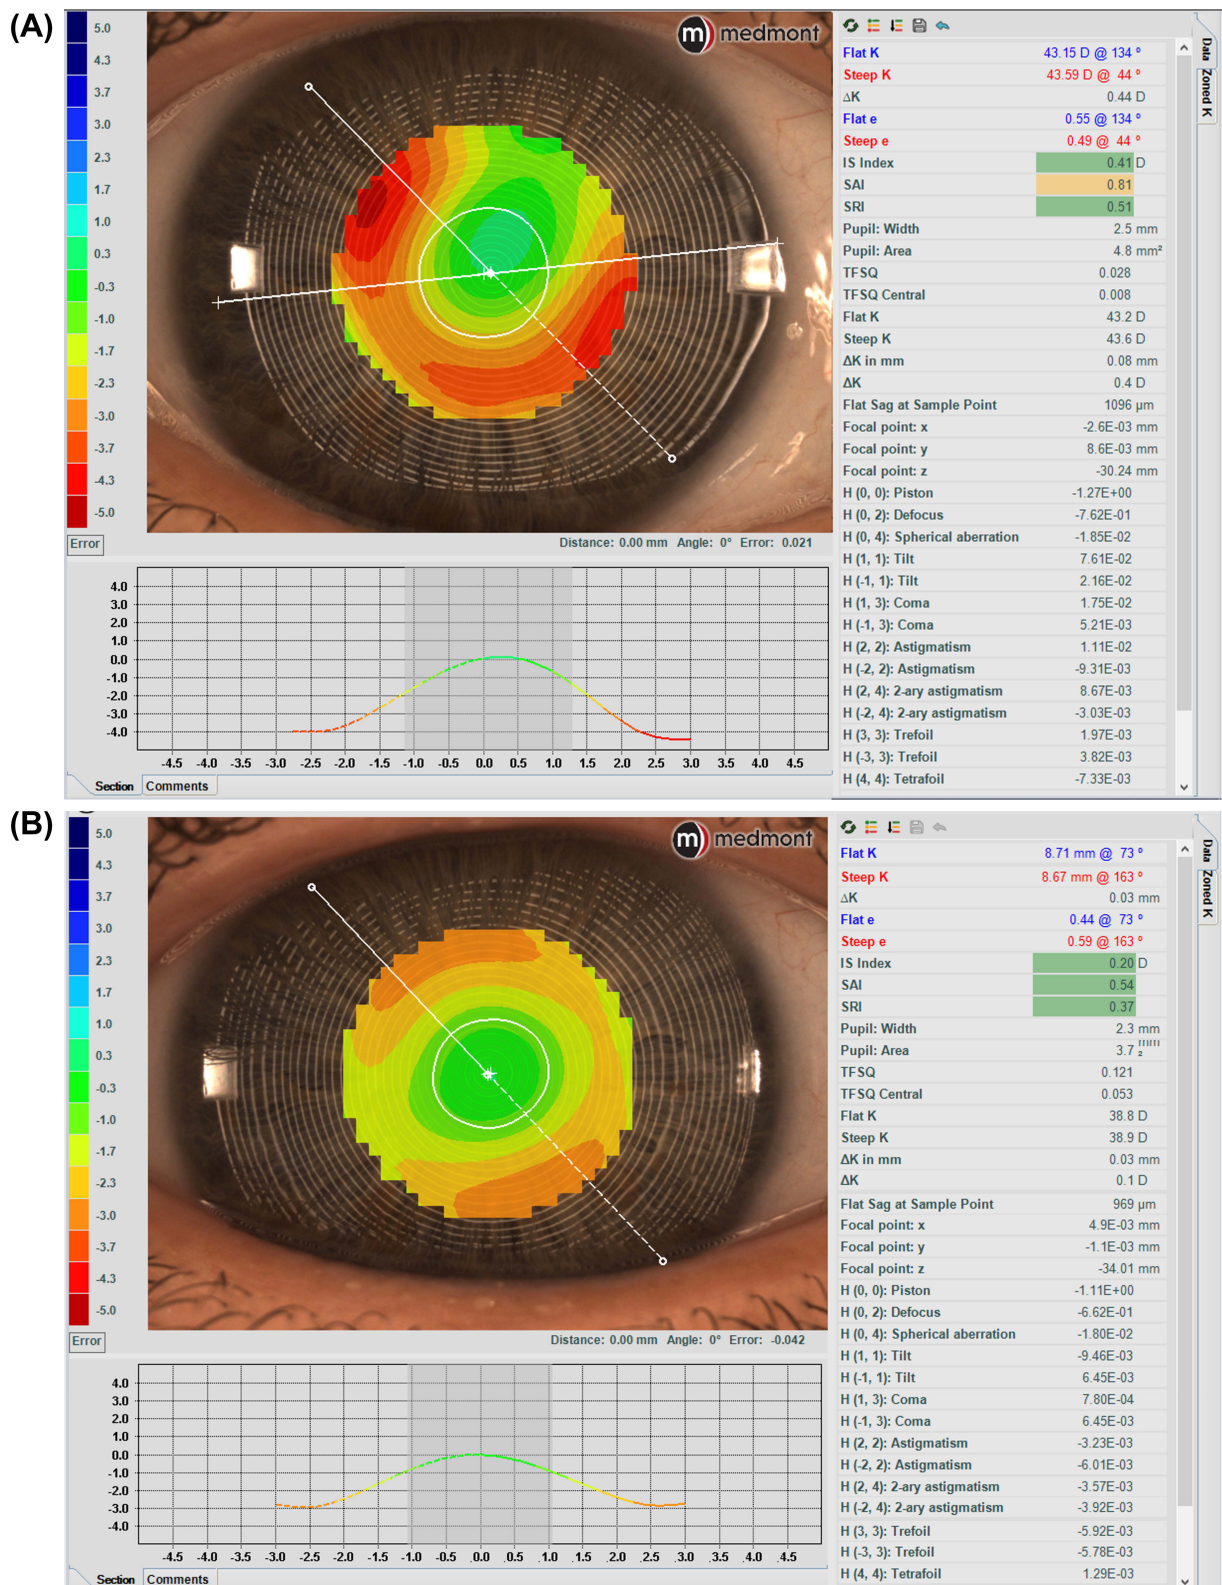 (A)
medmont
5.0
4.3
3.7
3.0
2.3
1.7
1.0
0.3
-0.3
-1.0
-1.7
-2.3
-3.0
-3.7
-4.3
-5.0
Error
Distance: 0.00 mm Angle: 0° Error: 0.021
4.0
3.0
2.0
1.0
0.0
-1.0
-2.0
-3.0
-4.0
-4.5 -4.0 -3.5 -3.0 -2.5 -2.0 -1.5 -1.0 -0.5 0.0 0.5 1.0 1.5 2.0 2.5 3.0 3.5 4.0 4.5
Section Comments
Data
Zoned K
Flat K 43.15 D @ 134 °
Steep K 43.59 D @ 44 °
ΔK 0.44 D
Flat e 0.55 @ 134 °
Steep e 0.49 @ 44 °
IS Index 0.41 D
SAI 0.81
SRI 0.51
Pupil: Width 2.5 mm
Pupil: Area 4.8 mm²
TFSQ 0.028
TFSQ Central 0.008
Flat K 43.2 D
Steep K 43.6 D
ΔK in mm 0.08 mm
ΔK 0.4 D
Flat Sag at Sample Point 1096 µm
Focal point: x -2.6E-03 mm
Focal point: y 8.6E-03 mm
Focal point: z -30.24 mm
H (0, 0): Piston -1.27E+00
H (0, 2): Defocus -7.62E-01
H (0, 4): Spherical aberration -1.85E-02
H (1, 1): Tilt 7.61E-02
H (-1, 1): Tilt 2.16E-02
H (1, 3): Coma 1.75E-02
H (-1, 3): Coma 5.21E-03
H (2, 2): Astigmatism 1.11E-02
H (-2, 2): Astigmatism -9.31E-03
H (2, 4): 2-ary astigmatism 8.67E-03
H (-2, 4): 2-ary astigmatism -3.03E-03
H (3, 3): Trefoil 1.97E-03
H (-3, 3): Trefoil 3.82E-03
H (4, 4): Tetrafoil -7.33E-03
(B)
medmont
5.0
4.3
3.7
3.0
2.3
1.7
1.0
0.3
-0.3
-1.0
-1.7
-2.3
-3.0
-3.7
-4.3
-5.0
Error
Distance: 0.00 mm Angle: 0° Error: -0.042
4.0
3.0
2.0
1.0
0.0
-1.0
-2.0
-3.0
-4.0
-4.5 -4.0 -3.5 -3.0 -2.5 -2.0 -1.5 -1.0 -0.5 .0.0 0.5 1.0 .1.5 .2.0 .2.5 .3.0 .3.5 .4.0 .4.5
Section Comments
Data
Zoned K
Flat K 8.71 mm @ 73 °
Steep K 8.67 mm @ 163 °
ΔK 0.03 mm
Flat e 0.44 @ 73 °
Steep e 0.59 @ 163 °
IS Index 0.20 D
SAI 0.54
SRI 0.37
Pupil: Width 2.3 mm
Pupil: Area 3.7 mm²
TFSQ 0.121
TFSQ Central 0.053
Flat K 38.8 D
Steep K 38.9 D
ΔK in mm 0.03 mm
ΔK 0.1 D
Flat Sag at Sample Point 969 µm
Focal point: x 4.9E-03 mm
Focal point: y -1.1E-03 mm
Focal point: z -34.01 mm
H (0, 0): Piston -1.11E+00
H (0, 2): Defocus -6.62E-01
H (0, 4): Spherical aberration -1.80E-02
H (1, 1): Tilt -9.46E-03
H (-1, 1): Tilt 6.45E-03
H (1, 3): Coma 7.80E-04
H (-1, 3): Coma 6.45E-03
H (2, 2): Astigmatism -3.23E-03
H (-2, 2): Astigmatism -6.01E-03
H (2, 4): 2-ary astigmatism -3.57E-03
H (-2, 4): 2-ary astigmatism -3.92E-03
H (3, 3): Trefoil -5.92E-03
H (-3, 3): Trefoil -5.78E-03
H (4, 4): Tetrafoil 1.29E-03